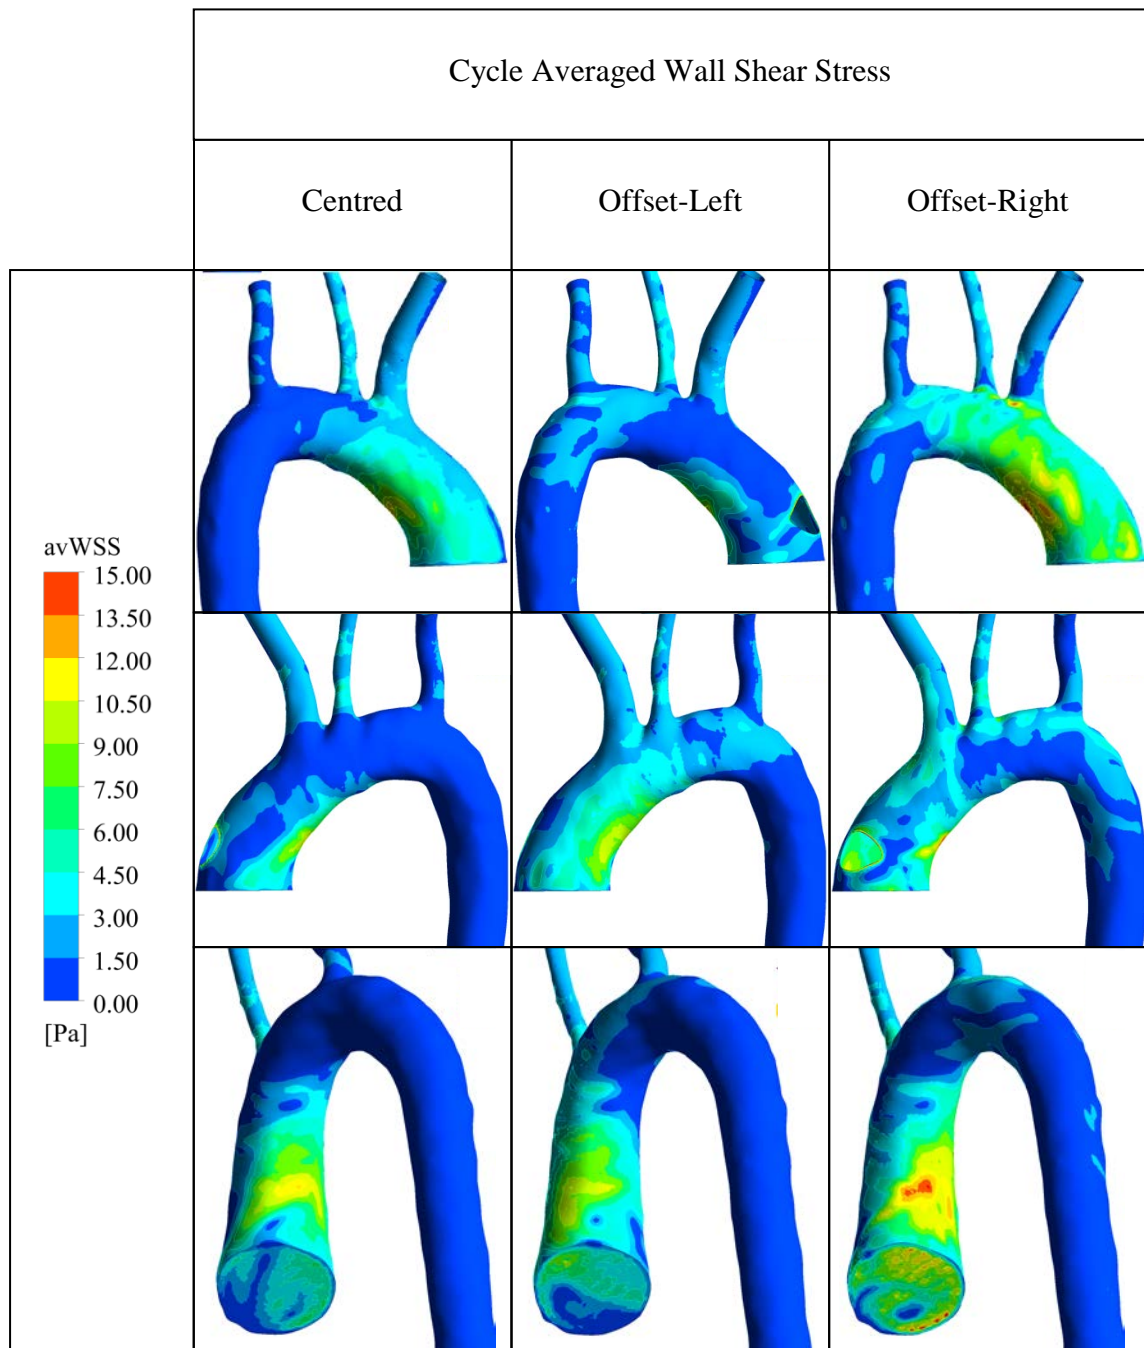 Cycle Averaged Wall Shear Stress
Centred
Offset-Left
Offset-Right
avWSS
15.00
13.50
12.00
10.50
9.00
7.50
6.00
4.50
3.00
1.50
0.00
[Pa]